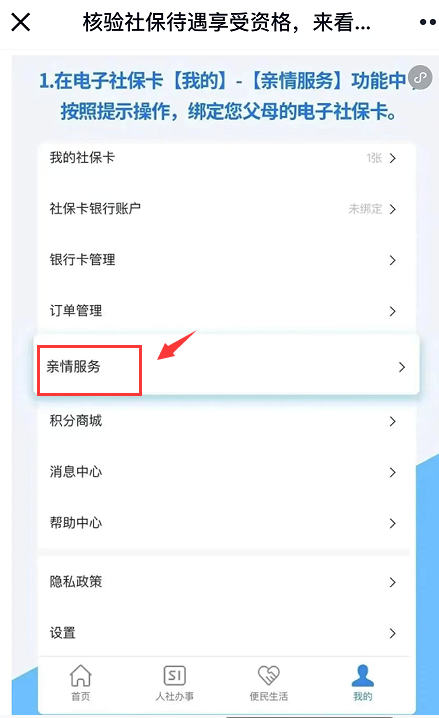 核验社保待遇享受资格，来看...
1.在电子社保卡【我的】-【亲情服务】功能中，
按照提示操作，绑定您父母的电子社保卡。
我的社保卡 1张
社保卡银行账户 未绑定
银行卡管理
订单管理
亲情服务
积分商城
消息中心
帮助中心
隐私政策
设置
SI
首页 人社办事 便民生活 我的